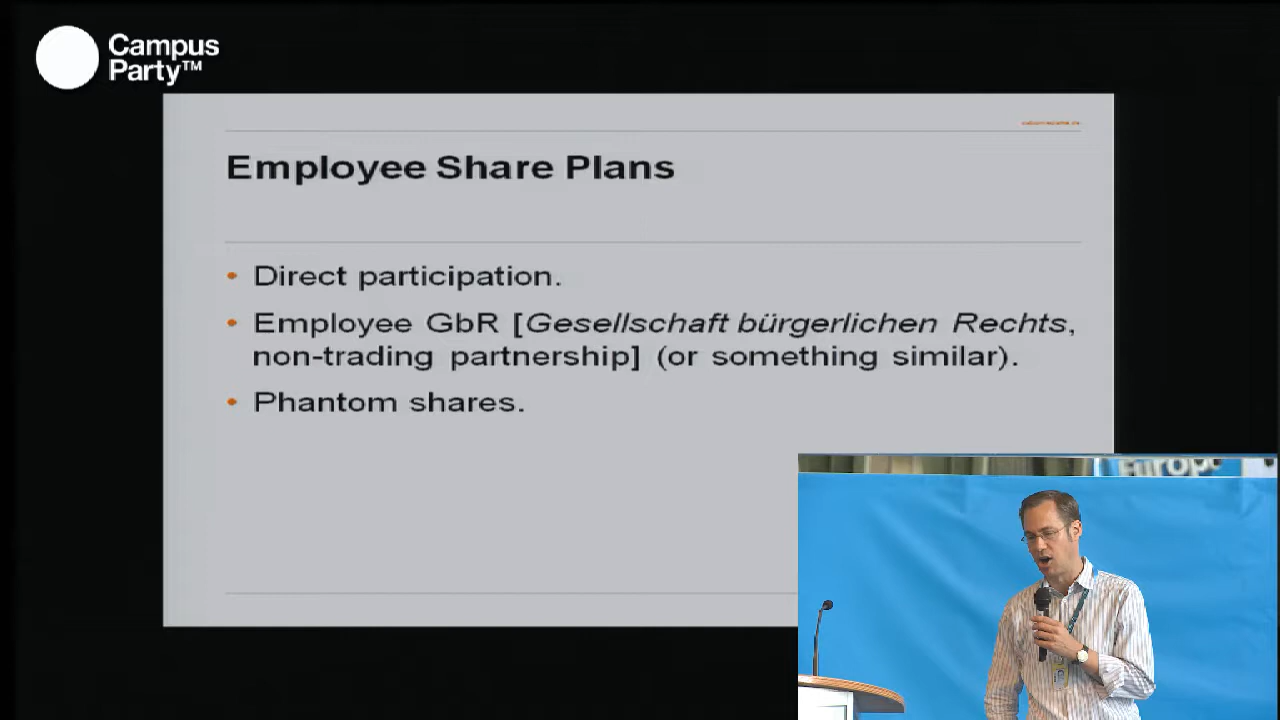 Campus
Party™
Employee Share Plans
• Direct participation.
• Employee GbR [Gesellschaft bürgerlichen Rechts,
non-trading partnership] (or something similar).
• Phantom shares.
Europe